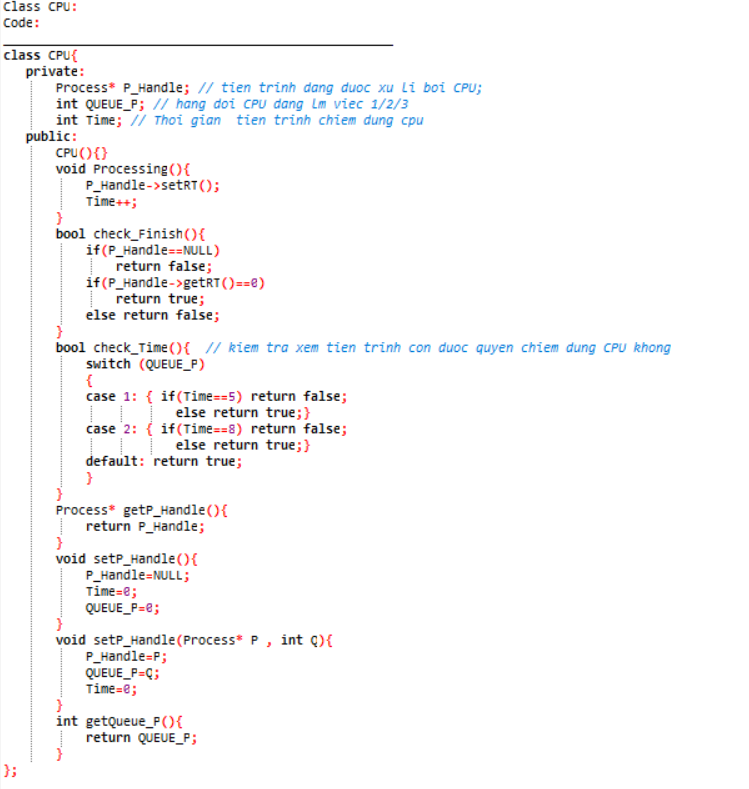 Class CPU:
Code:
class CPU{
private:
Process* P_Handle; // tien trinh dang duoc xu li boi CPU;
int QUEUE_P; // hang doi CPU dang lm viec 1/2/3
int Time; // Thoi gian  tien trinh chiem dung cpu
public:
CPU(){}
void Processing(){
P_Handle->setRT();
Time++;
}
bool check_Finish(){
if(P_Handle==NULL)
return false;
if(P_Handle->getRT()==0)
return true;
else return false;
}
bool check_Time(){  // kiem tra xem tien trinh con duoc quyen chiem dung CPU khong
switch (QUEUE_P)
{
case 1: { if(Time==5) return false;
else return true;}
case 2: { if(Time==8) return false;
else return true;}
default: return true;
}
}
Process* getP_Handle(){
return P_Handle;
}
void setP_Handle(){
P_Handle=NULL;
Time=0;
QUEUE_P=0;
}
void setP_Handle(Process* P , int Q){
P_Handle=P;
QUEUE_P=Q;
Time=0;
}
int getQueue_P(){
return QUEUE_P;
}
};